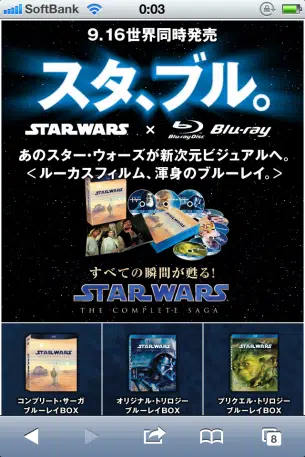 SoftBank 0:03
9.16世界同時発売
スタ、ブル。
STAR WARS × Blu-ray Disc Blu-ray
あのスター・ウォーズが新次元ビジュアルへ。
＜ルーカスフィルム、渾身のブルーレイ。＞
すべての瞬間が甦る!
STAR WARS
THE COMPLETE SAGA
コンプリート・サーガ
ブルーレイBOX
オリジナル・トリロジー
ブルーレイBOX
プリクエル・トリロジー
ブルーレイBOX
8